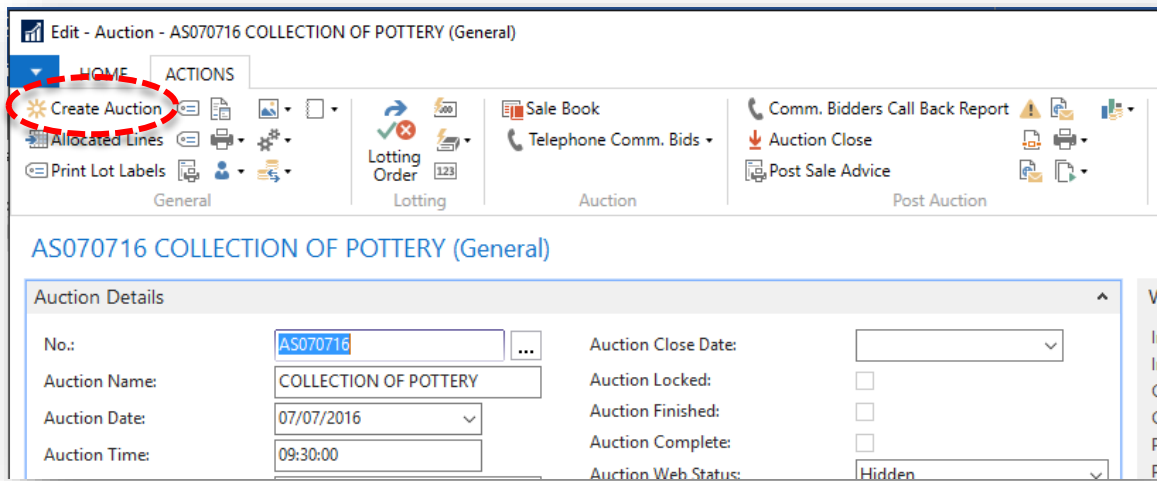 Edit - Auction - AS070716 COLLECTION OF POTTERY (General)
HOME ACTIONS
Create Auction
Allocated Lines
Print Lot Labels
General
Lotting Order
123
Lotting
Sale Book
Telephone Comm. Bids
Auction
Comm. Bidders Call Back Report
Auction Close
Post Sale Advice
Post Auction
AS070716 COLLECTION OF POTTERY (General)
Auction Details
No.: AS070716 ...
Auction Name: COLLECTION OF POTTERY
Auction Date: 07/07/2016
Auction Time: 09:30:00
Auction Close Date:
Auction Locked:
Auction Finished:
Auction Complete:
Auction Web Status: Hidden